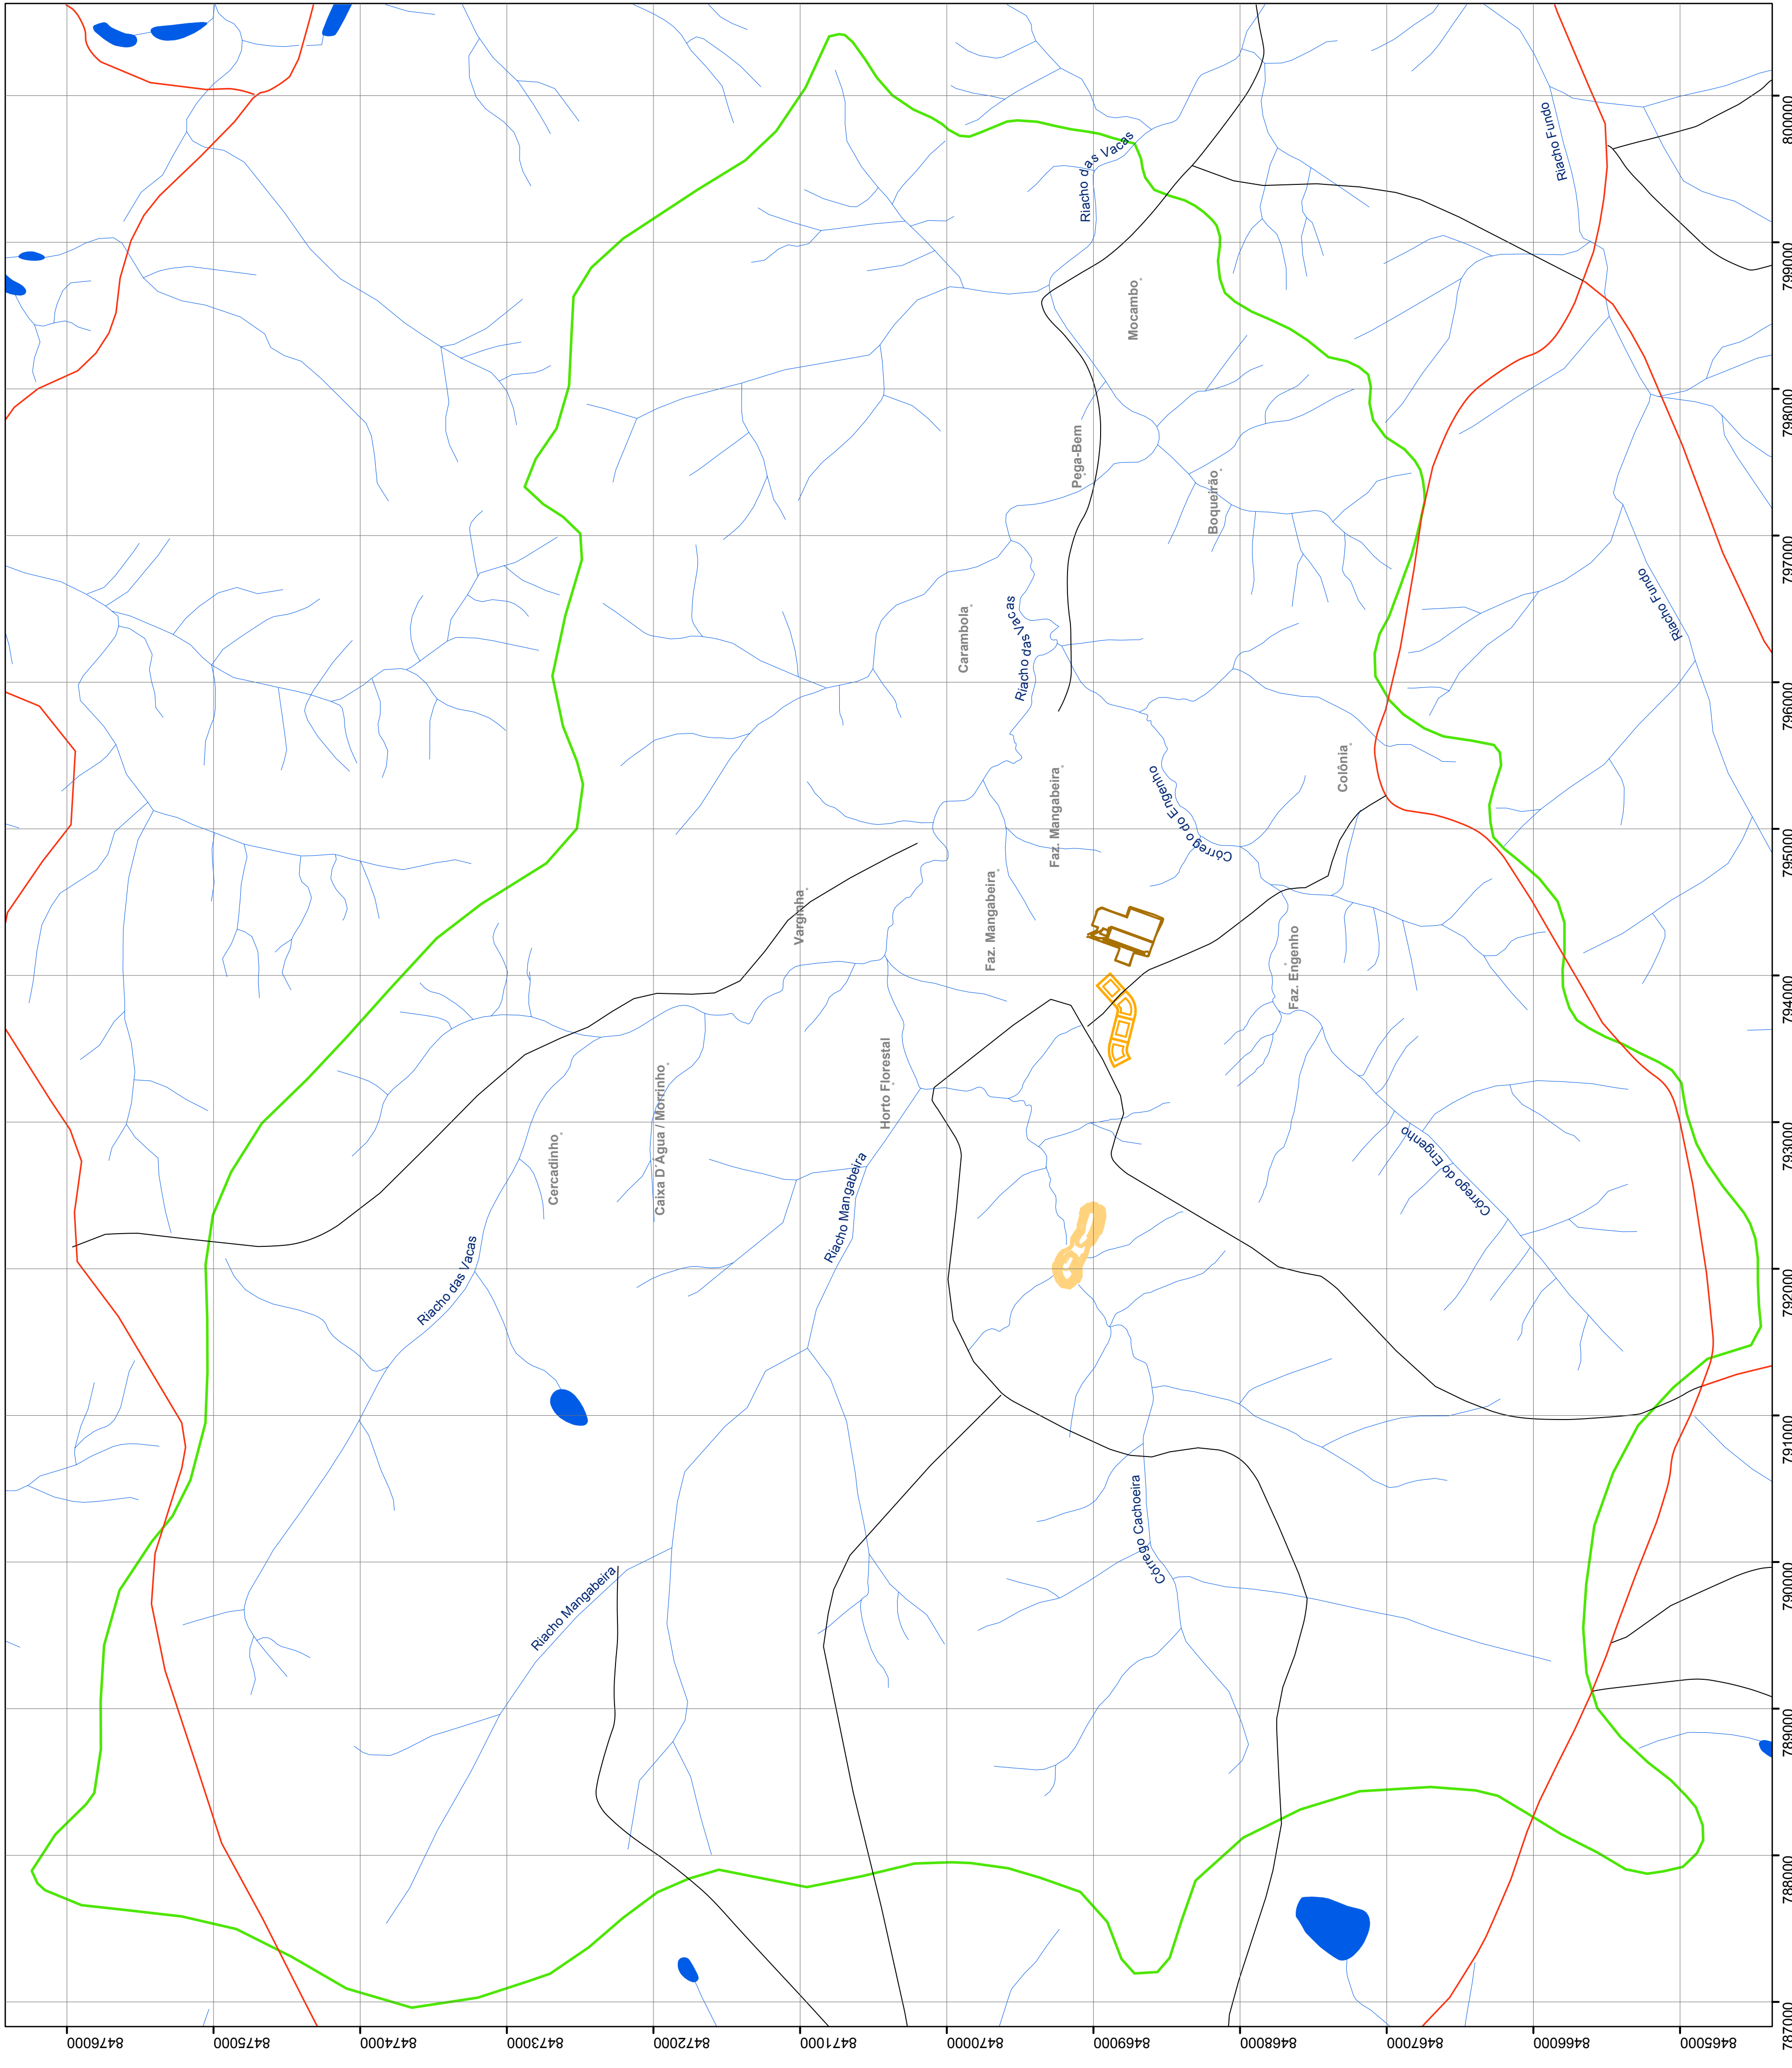 Riacho das Vacas
Riacho Fundo
Mocambo
Pega-Bem
Boqueirão
Riacho Fundo
Carambola
Riacho das Vacas
Faz. Mangabeira
Córrego do Engenho
Colônia
Varginha
Faz. Mangabeira
Faz. Engenho
Cercadinho
Caixa D´Água / Morrinho
Horto Florestal
Riacho Mangabeira
Córrego do Engenho
Riacho das Vacas
Riacho Mangabeira
Córrego Cachoeira
800000
799000
798000
797000
796000
795000
794000
793000
792000
791000
790000
789000
788000
787000
8476000
8475000
8474000
8473000
8472000
8471000
8470000
8469000
8468000
8467000
8466000
8465000